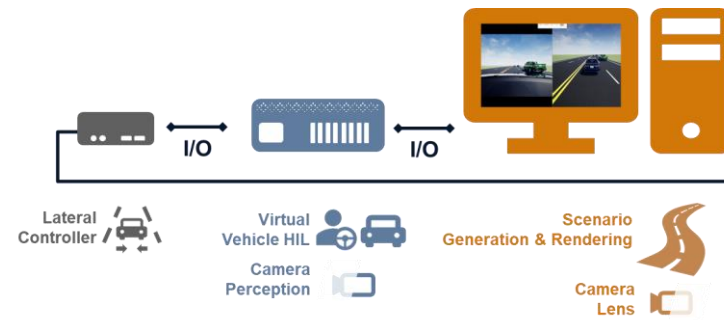 I/O
I/O
Lateral
Controller
Virtual
Vehicle HIL
Camera
Perception
Scenario
Generation & Rendering
Camera
Lens